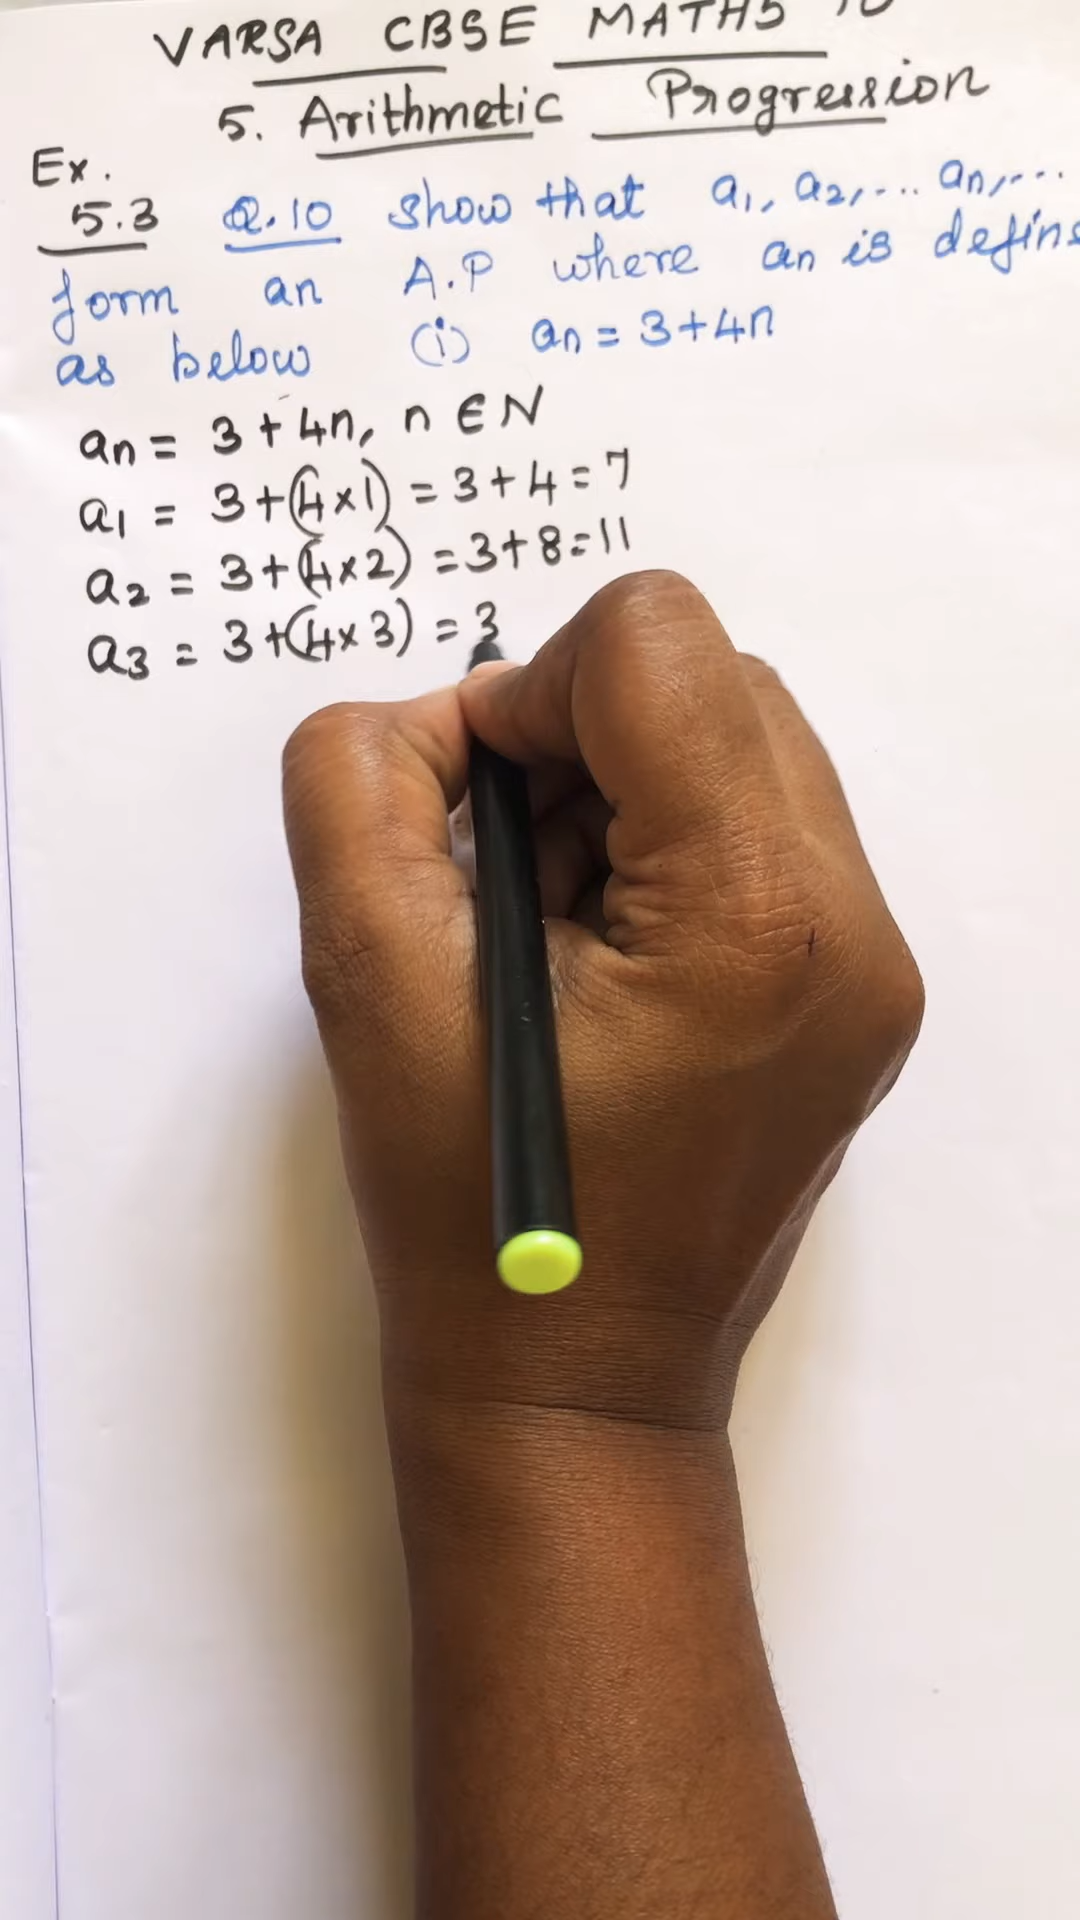 VARSA CBSE MATHS 10
5. Arithmetic Progression
Ex.
5.3 Q.10 show that a1, a2,... an,...
form an A.P where an is define
as below (i) an = 3+4n
an = 3 + 4n, n ∈ N
a1 = 3+(4×1) = 3+4=7
a2 = 3+(4×2) =3+8=11
a3 = 3+(4×3) = 3